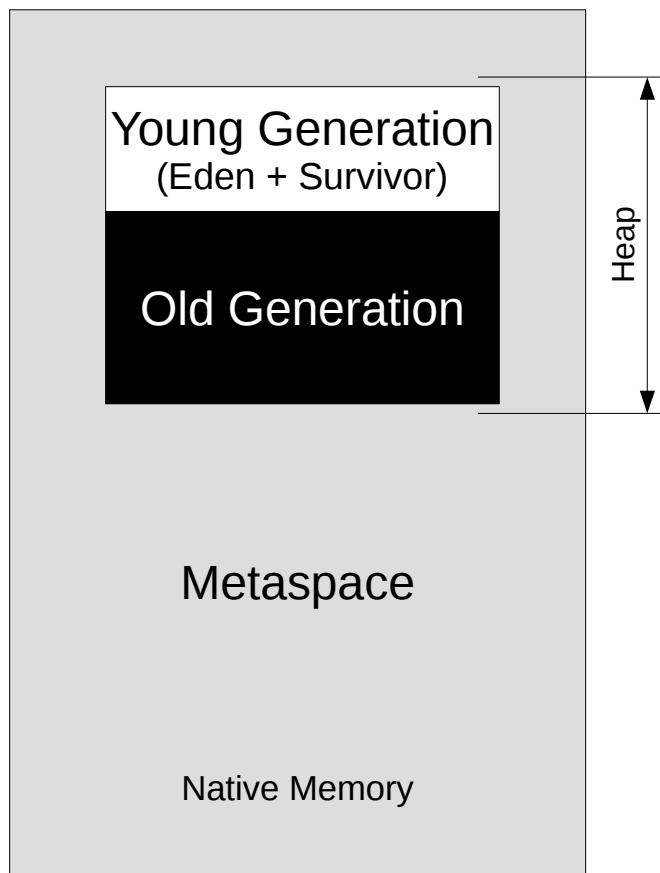 Young Generation
(Eden + Survivor)
Old Generation
Heap
Metaspace
Native Memory